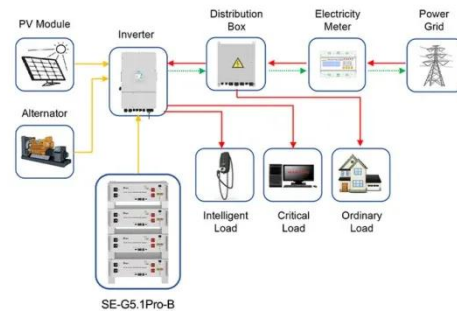 PV Module
Inverter
Distribution
Box
Electricity
Meter
Power
Grid
Alternator
Intelligent
Load
Critical
Load
Ordinary
Load
SE-G5.1Pro-B